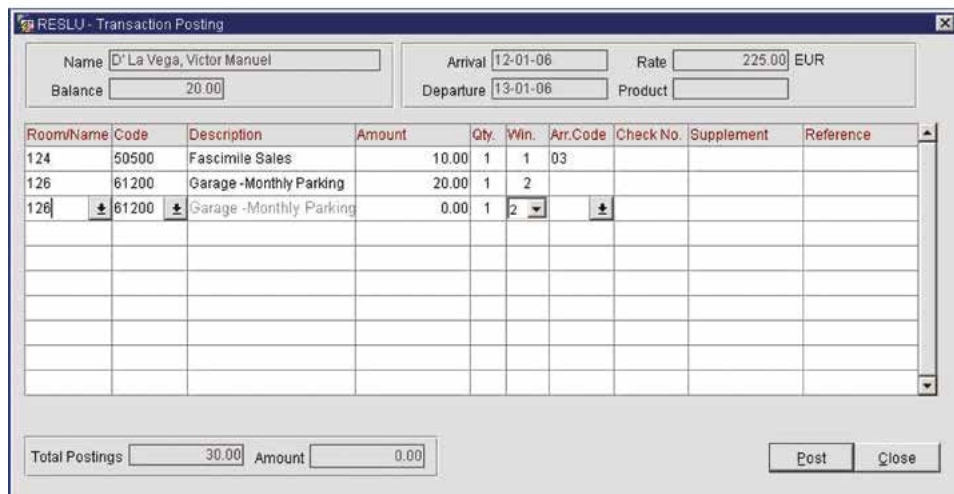 RESLU - Transaction Posting
Name D' La Vega, Victor Manuel Arrival 12-01-06 Rate 225.00 EUR
Balance 20.00 Departure 13-01-06 Product
Room/Name Code Description Amount Qty. Win. Arr.Code Check No. Supplement Reference
124 50500 Fascimile Sales 10.00 1 1 03
126 61200 Garage -Monthly Parking 20.00 1 2
126 61200 Garage -Monthly Parking 0.00 1 2
Total Postings 30.00 Amount 0.00 Post Close